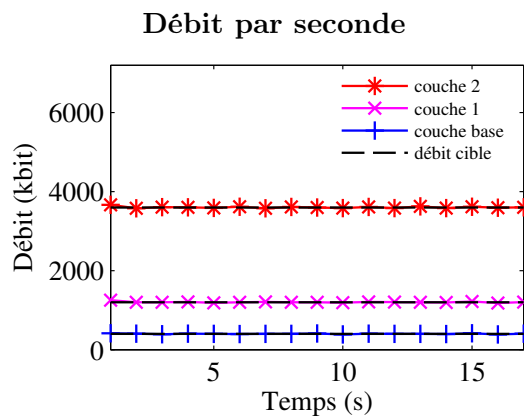 Débit par seconde
6000
4000
2000
0
Débit (kbit)
couche 2
couche 1
couche base
débit cible
5
10
15
Temps (s)